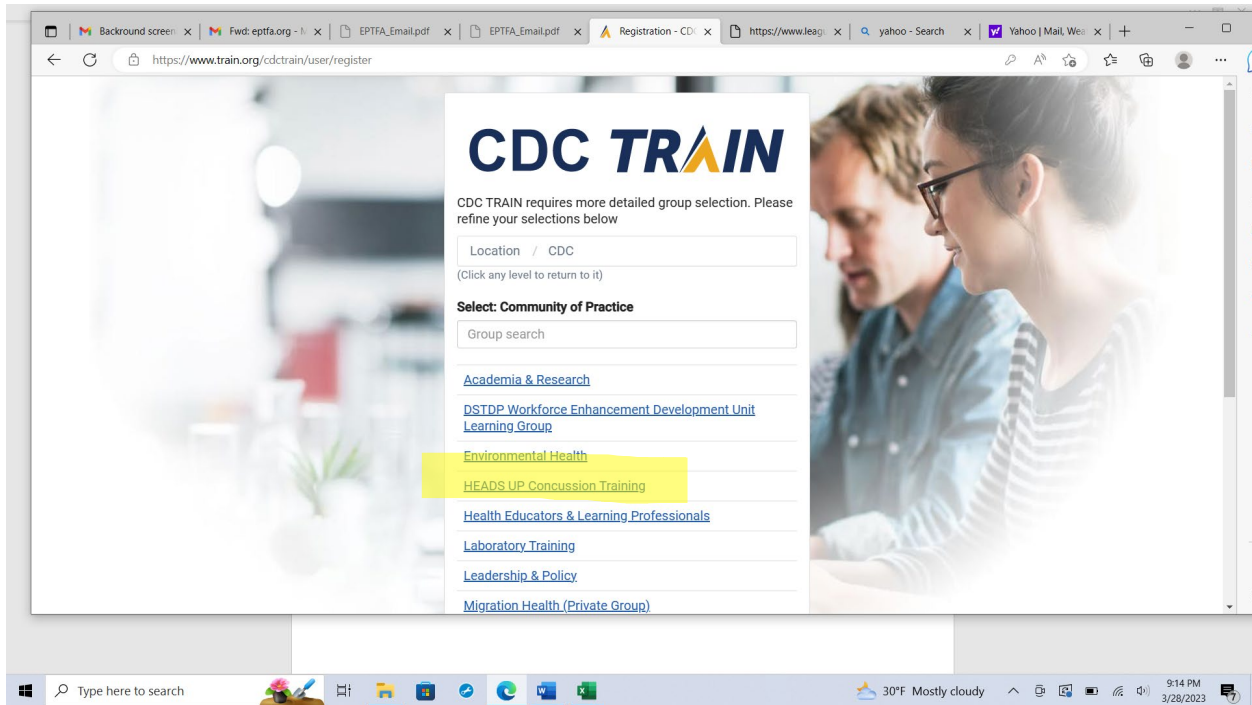 Backround screen
Fwd: eptfa.org -
EPTFA_Email.pdf
EPTFA_Email.pdf
Registration - CDC
https://www.leagu
yahoo - Search
Yahoo | Mail, Wea
https://www.train.org/cdctrain/user/register
CDC TRAIN
CDC TRAIN requires more detailed group selection. Please
refine your selections below
Location / CDC
(Click any level to return to it)
Select: Community of Practice
Group search
Academia & Research
DSTDP Workforce Enhancement Development Unit
Learning Group
Environmental Health
HEADS UP Concussion Training
Health Educators & Learning Professionals
Laboratory Training
Leadership & Policy
Migration Health (Private Group)
Type here to search
30°F Mostly cloudy
9:14 PM
3/28/2023
7